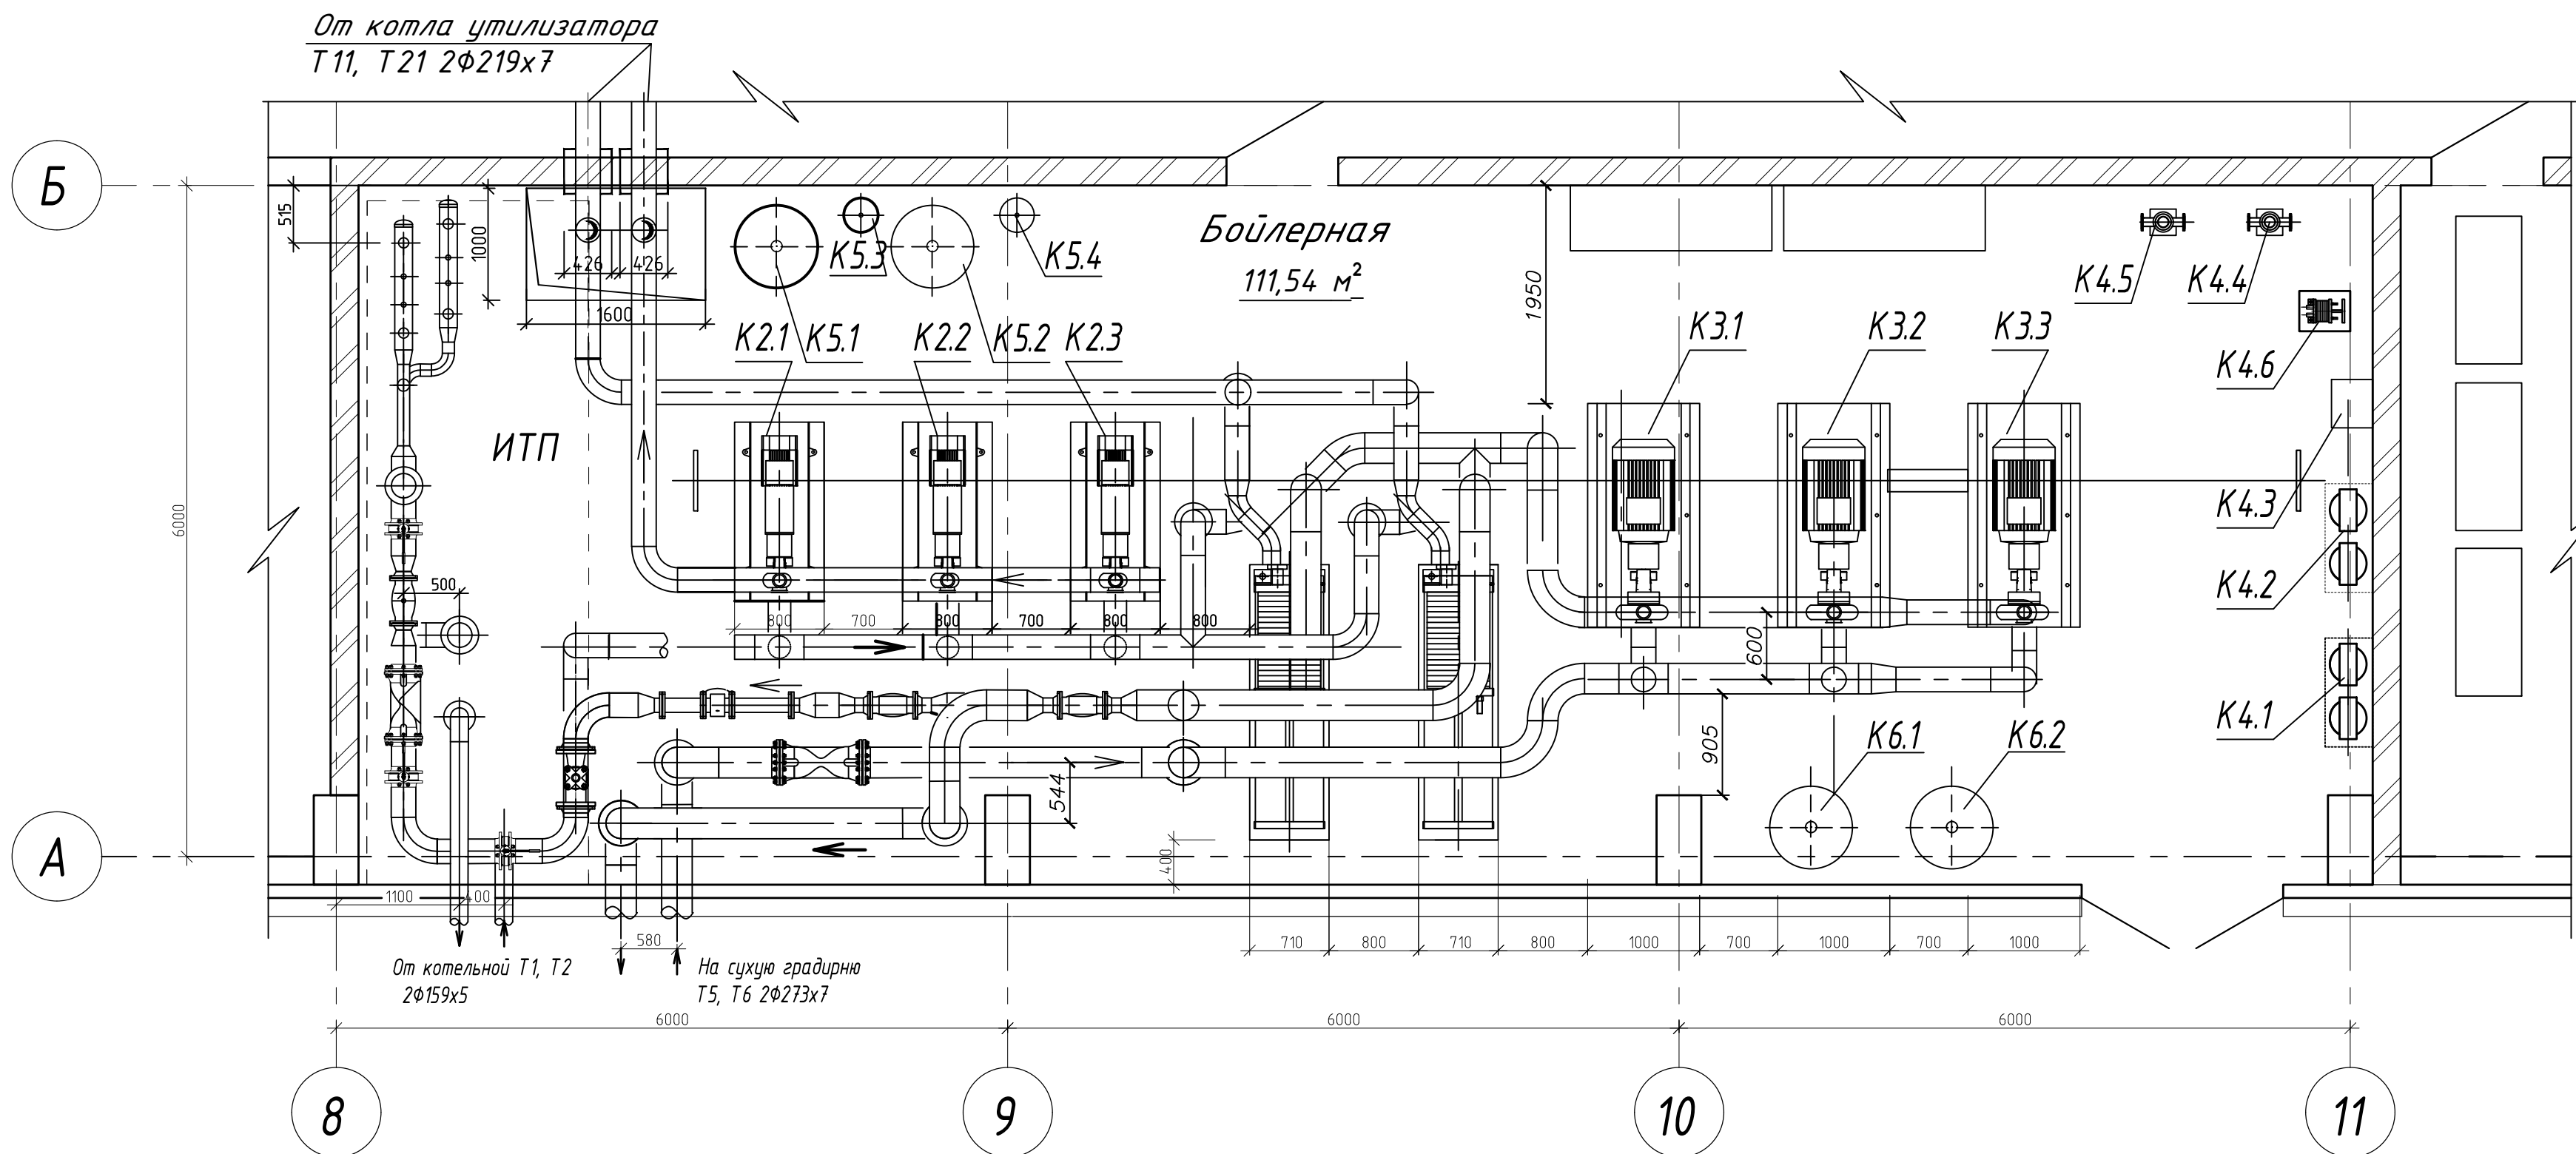 От котла утилизатора
Т11, Т21 2ф219х7
Б
515
1000
426
426
1600
К5.3
К5.4
Бойлерная
111,54 м²
1950
К4.5
К4.4
К2.1
К5.1
К2.2
К5.2
К2.3
К3.1
К3.2
К3.3
К4.6
ИТП
6000
К4.3
500
К4.2
800
700
800
700
800
800
600
К4.1
905
К6.1
К6.2
544
А
400
1100
400
580
710
800
710
800
1000
700
1000
700
1000
От котельной Т1, Т2
2ф159х5
На сухую градирню
Т5, Т6 2ф273х7
6000
6000
6000
8
9
10
11